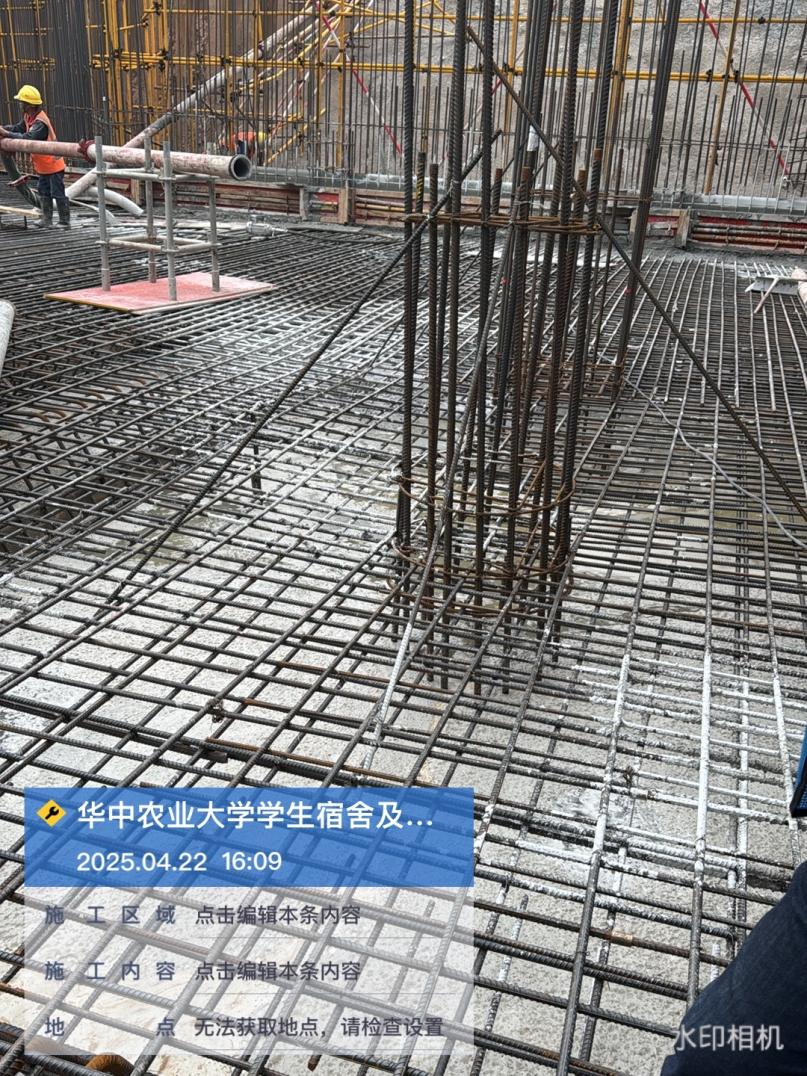 华中农业大学学生宿舍及...
2025.04.22 16:09
施工区域 点击编辑本条内容
施工内容 点击编辑本条内容
地点 无法获取地点，请检查设置
水印相机